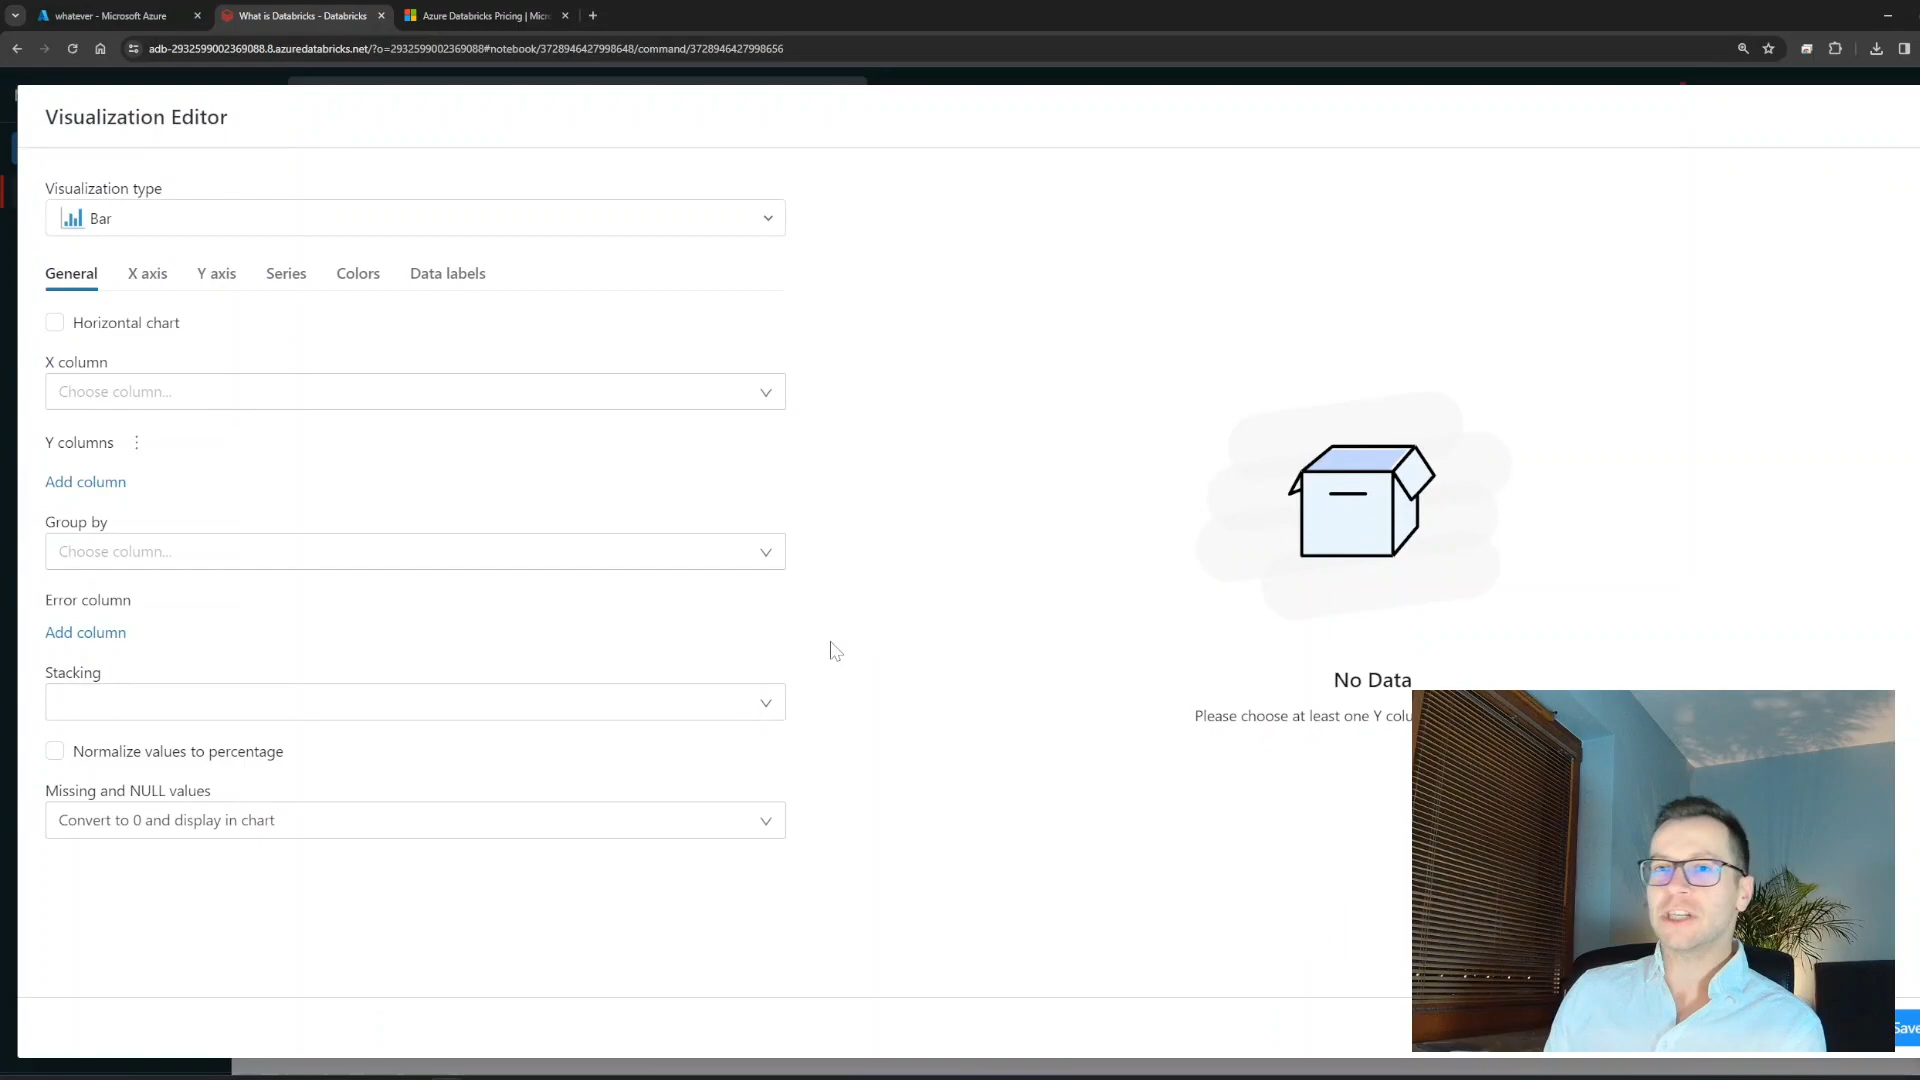 whatever - Microsoft Azure
What is Databricks - Databricks
Azure Databricks Pricing | Micr
adb-2932599002369088.8.azuredatabricks.net/?o=2932599002369088#notebook/3728946427998648/command/3728946427998656
Visualization Editor
Visualization type
Bar
General X axis Y axis Series Colors Data labels
Horizontal chart
X column
Choose column...
Y columns
Add column
Group by
Choose column...
Error column
Add column
Stacking
Normalize values to percentage
Missing and NULL values
Convert to 0 and display in chart
No Data
Please choose at least one Y colu
Save